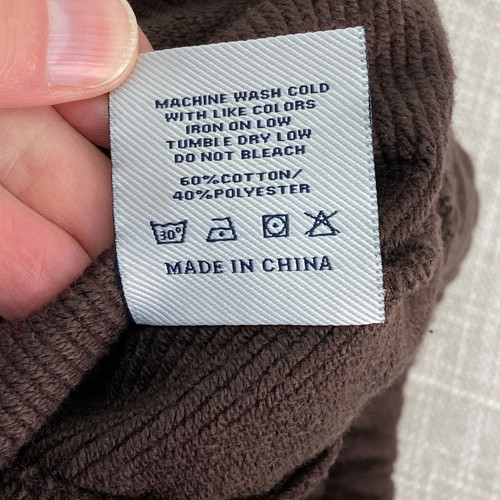 MACHINE WASH COLD
WITH LIKE COLORS
IRON ON LOW
TUMBLE DRY LOW
DO NOT BLEACH
60%COTTON/
40%POLYESTER
30°
MADE IN CHINA